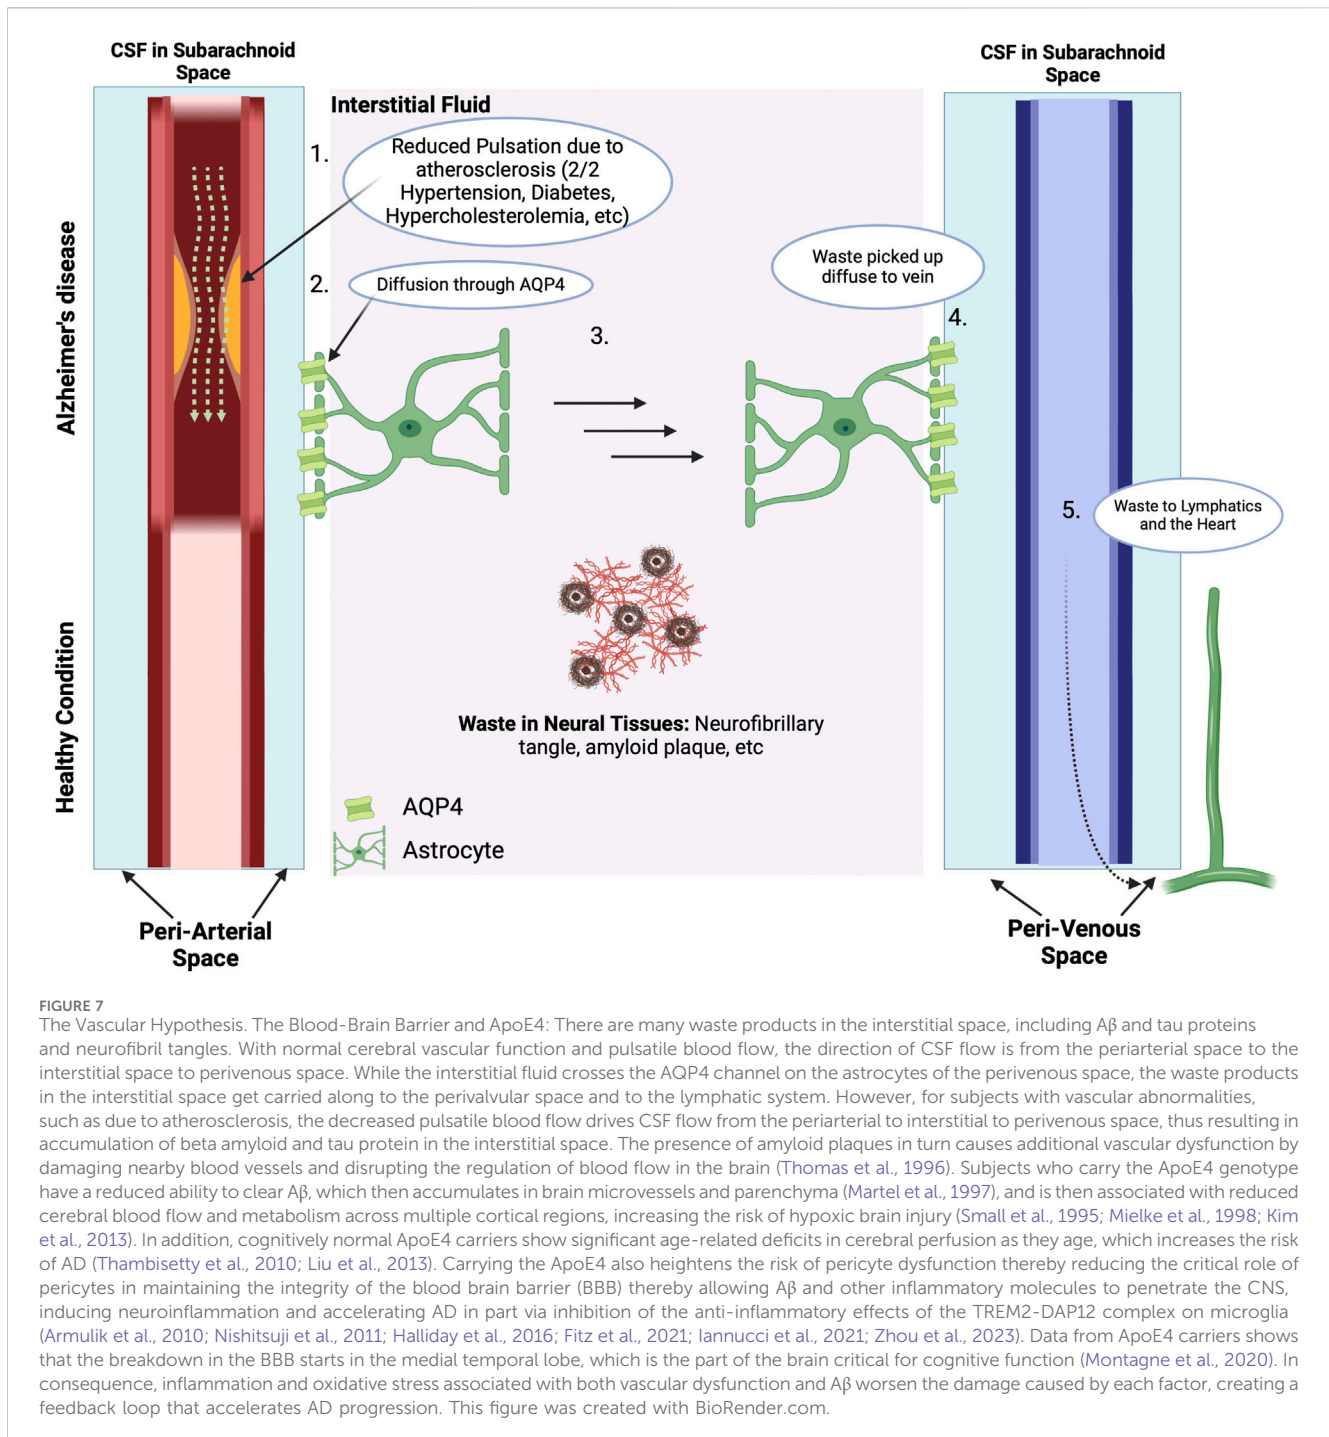 CSF in Subarachnoid
Space
CSF in Subarachnoid
Space
Interstitial Fluid
1.
Reduced Pulsation due to
atherosclerosis (2/2
Hypertension, Diabetes,
Hypercholesterolemia, etc)
Alzheimer's disease
2.
Diffusion through AQP4
3.
Waste picked up
diffuse to vein
4.
5.
Waste to Lymphatics
and the Heart
Healthy Condition
Waste in Neural Tissues: Neurofibrillary
tangle, amyloid plaque, etc
AQP4
Astrocyte
Peri-Arterial
Space
Peri-Venous
Space
FIGURE 7
The Vascular Hypothesis. The Blood-Brain Barrier and ApoE4: There are many waste products in the interstitial space, including Aβ and tau proteins
and neurofibril tangles. With normal cerebral vascular function and pulsatile blood flow, the direction of CSF flow is from the periarterial space to the
interstitial space to perivenous space. While the interstitial fluid crosses the AQP4 channel on the astrocytes of the perivenous space, the waste products
in the interstitial space get carried along to the perivalvular space and to the lymphatic system. However, for subjects with vascular abnormalities,
such as due to atherosclerosis, the decreased pulsatile blood flow drives CSF flow from the periarterial to interstitial to perivenous space, thus resulting in
accumulation of beta amyloid and tau protein in the interstitial space. The presence of amyloid plaques in turn causes additional vascular dysfunction by
damaging nearby blood vessels and disrupting the regulation of blood flow in the brain (Thomas et al., 1996). Subjects who carry the ApoE4 genotype
have a reduced ability to clear Aβ, which then accumulates in brain microvessels and parenchyma (Martel et al., 1997), and is then associated with reduced
cerebral blood flow and metabolism across multiple cortical regions, increasing the risk of hypoxic brain injury (Small et al., 1995; Mielke et al., 1998; Kim
et al., 2013). In addition, cognitively normal ApoE4 carriers show significant age-related deficits in cerebral perfusion as they age, which increases the risk
of AD (Thambisetty et al., 2010; Liu et al., 2013). Carrying the ApoE4 also heightens the risk of pericyte dysfunction thereby reducing the critical role of
pericytes in maintaining the integrity of the blood brain barrier (BBB) thereby allowing Aβ and other inflammatory molecules to penetrate the CNS,
inducing neuroinflammation and accelerating AD in part via inhibition of the anti-inflammatory effects of the TREM2-DAP12 complex on microglia
(Armulik et al., 2010; Nishitsuji et al., 2011; Halliday et al., 2016; Fitz et al., 2021; Iannucci et al., 2021; Zhou et al., 2023). Data from ApoE4 carriers shows
that the breakdown in the BBB starts in the medial temporal lobe, which is the part of the brain critical for cognitive function (Montagne et al., 2020). In
consequence, inflammation and oxidative stress associated with both vascular dysfunction and Aβ worsen the damage caused by each factor, creating a
feedback loop that accelerates AD progression. This figure was created with BioRender.com.